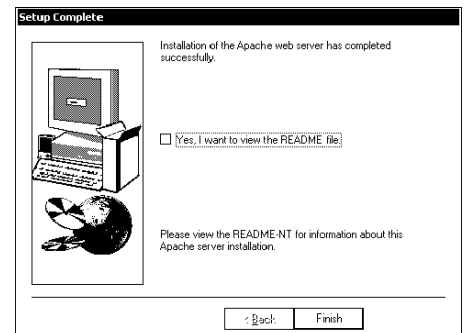 Setup Complete
Installation of the Apache web server has completed
successfully.
Yes, I want to view the README file.
Please view the README-NT for information about this
Apache server installation.
< Back
Finish